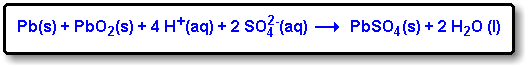 Pb(s) + PbO₂(s) + 4 H⁺(aq) + 2 SO₄²⁻(aq) ⟶ PbSO₄(s) + 2 H₂O (l)